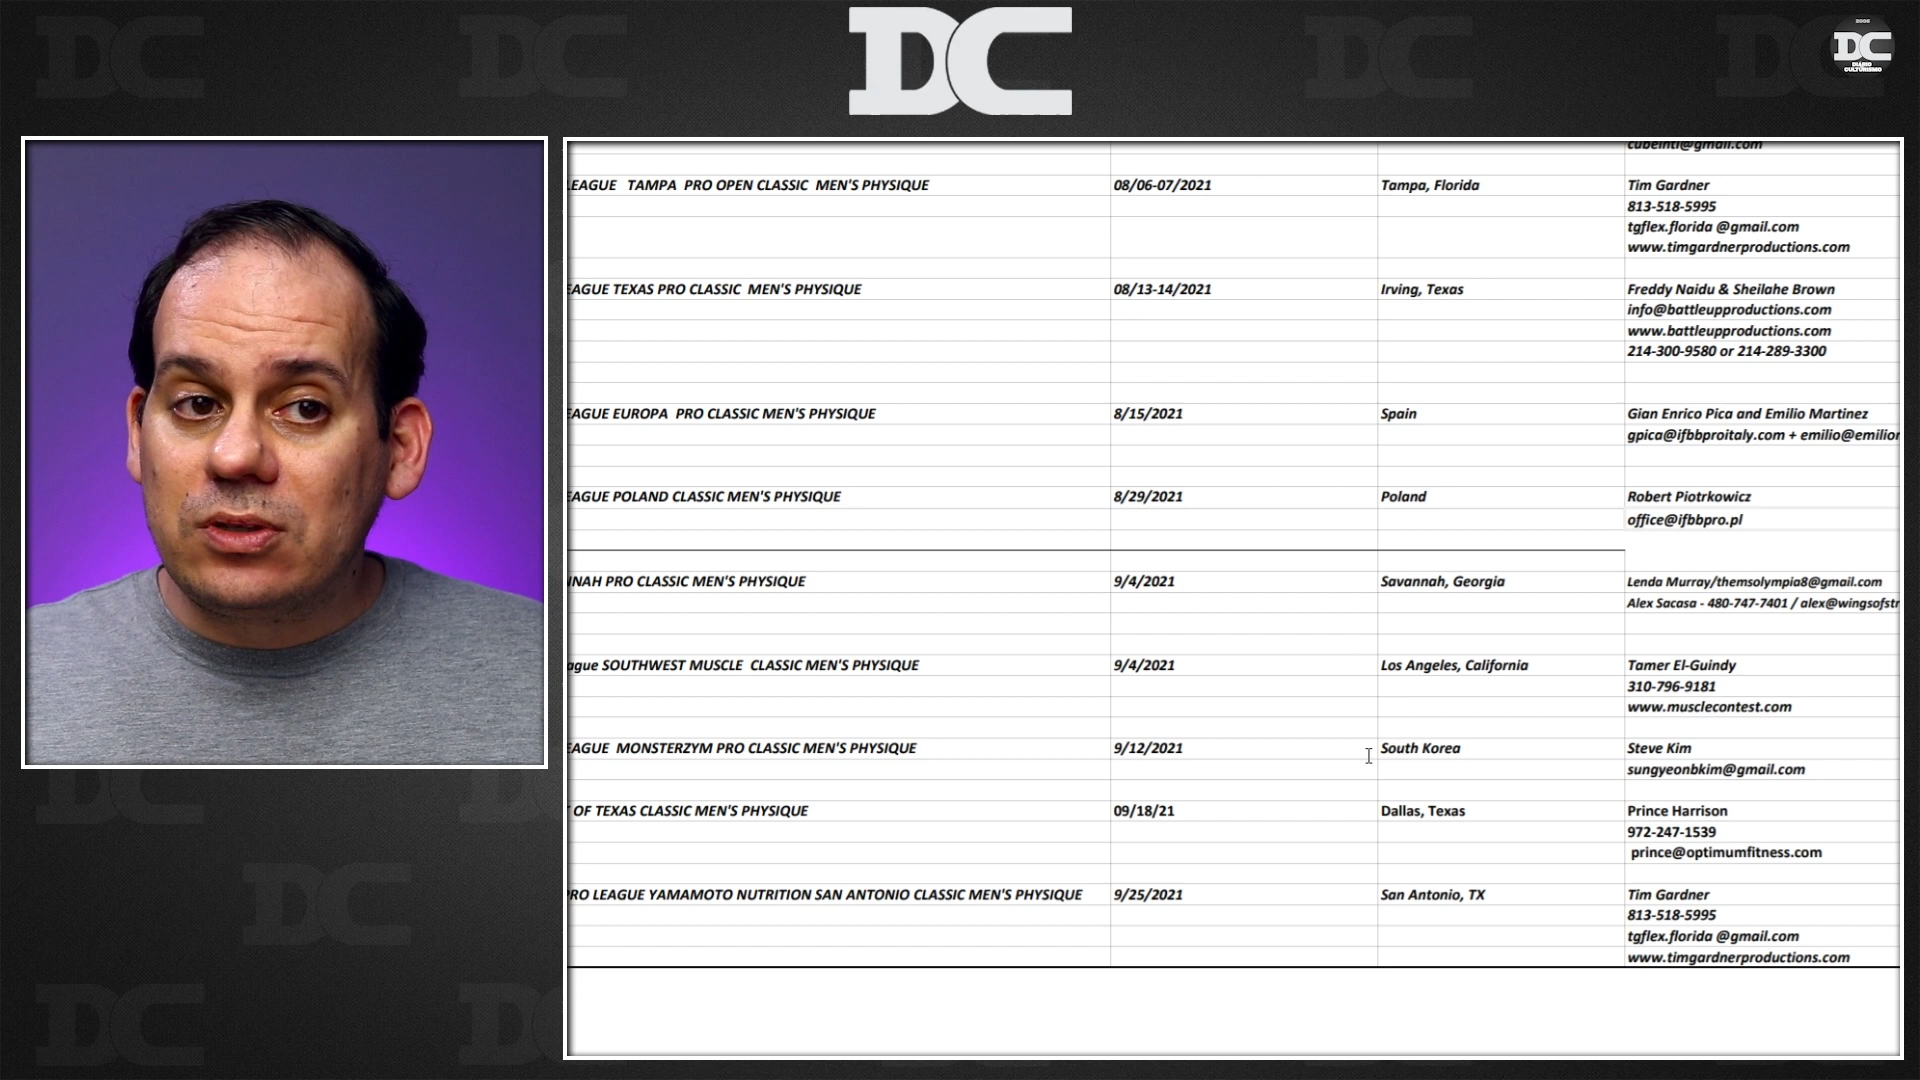 DC
2006
DC
DIÁRIO
CULTURISMO
cubeinti@gmail.com
LEAGUE TAMPA PRO OPEN CLASSIC MEN'S PHYSIQUE 08/06-07/2021 Tampa, Florida Tim Gardner
813-518-5995
tgflex.florida @gmail.com
www.timgardnerproductions.com
EAGUE TEXAS PRO CLASSIC MEN'S PHYSIQUE 08/13-14/2021 Irving, Texas Freddy Naidu & Sheilahe Brown
info@battleupproductions.com
www.battleupproductions.com
214-300-9580 or 214-289-3300
EAGUE EUROPA PRO CLASSIC MEN'S PHYSIQUE 8/15/2021 Spain Gian Enrico Pica and Emilio Martinez
gpica@ifbbproitaly.com + emilio@emilior
EAGUE POLAND CLASSIC MEN'S PHYSIQUE 8/29/2021 Poland Robert Piotrkowicz
office@ifbbpro.pl
NNAH PRO CLASSIC MEN'S PHYSIQUE 9/4/2021 Savannah, Georgia Lenda Murray/themsolympia8@gmail.com
Alex Sacasa - 480-747-7401 / alex@wingsofstr
ague SOUTHWEST MUSCLE CLASSIC MEN'S PHYSIQUE 9/4/2021 Los Angeles, California Tamer El-Guindy
310-796-9181
www.musclecontest.com
EAGUE MONSTERZYM PRO CLASSIC MEN'S PHYSIQUE 9/12/2021 South Korea Steve Kim
sungyeonbkim@gmail.com
OF TEXAS CLASSIC MEN'S PHYSIQUE 09/18/21 Dallas, Texas Prince Harrison
972-247-1539
prince@optimumfitness.com
PRO LEAGUE YAMAMOTO NUTRITION SAN ANTONIO CLASSIC MEN'S PHYSIQUE 9/25/2021 San Antonio, TX Tim Gardner
813-518-5995
tgflex.florida @gmail.com
www.timgardnerproductions.com